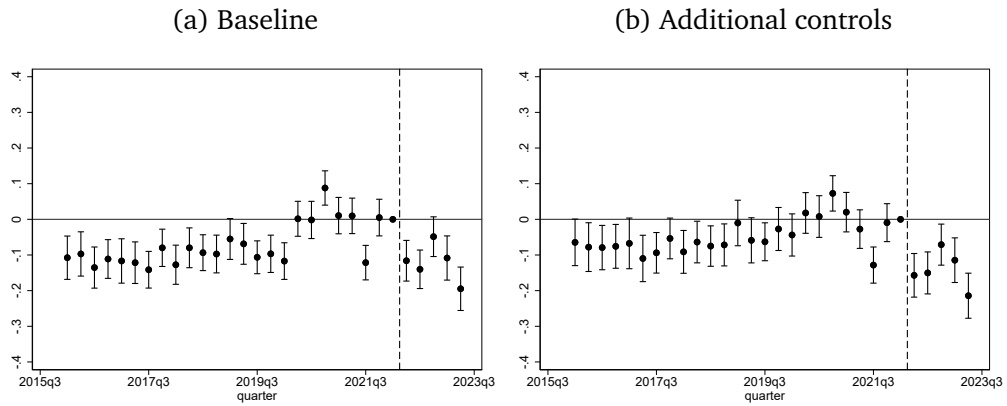 (a) Baseline
(b) Additional controls
.4
.3
.2
.1
0
-.1
-.2
-.3
-.4
2015q3
2017q3
2019q3
2021q3
2023q3
quarter
.4
.3
.2
.1
0
-.1
-.2
-.3
-.4
2015q3
2017q3
2019q3
2021q3
2023q3
quarter